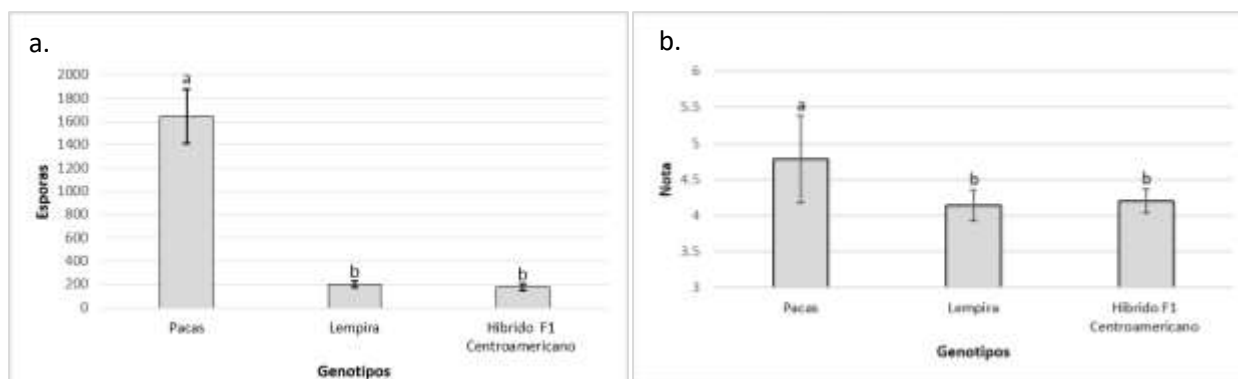 a.
2000
1800
1600
1400
1200
1000
800
600
400
200
0
Esporas
a
b
b
Pacas
Lempira
Híbrido F1
Centroamericano
Genotipos
b.
6
5.5
5
4.5
4
3.5
3
Nota
a
b
b
Pacas
Lempira
Híbrido F1
Centroamericano
Genotipos